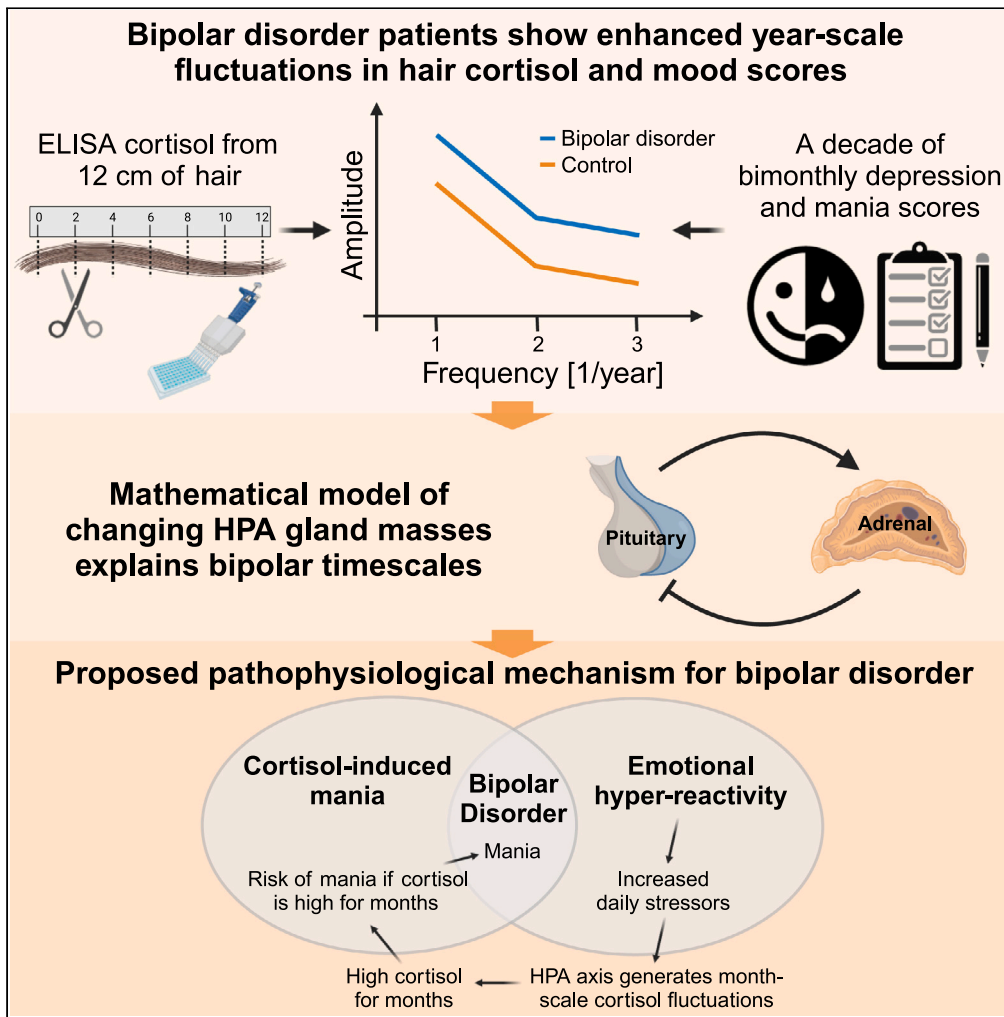 Bipolar disorder patients show enhanced year-scale
fluctuations in hair cortisol and mood scores
ELISA cortisol from
12 cm of hair
0 2 4 6 8 10 12
Amplitude
Bipolar disorder
Control
1 2 3
Frequency [1/year]
A decade of
bimonthly depression
and mania scores
Mathematical model of
changing HPA gland masses
explains bipolar timescales
Pituitary
Adrenal
Proposed pathophysiological mechanism for bipolar disorder
Cortisol-induced
mania
Bipolar
Disorder
Mania
Emotional
hyper-reactivity
Risk of mania if cortisol
is high for months
Increased
daily stressors
High cortisol
for months
HPA axis generates month-
scale cortisol fluctuations